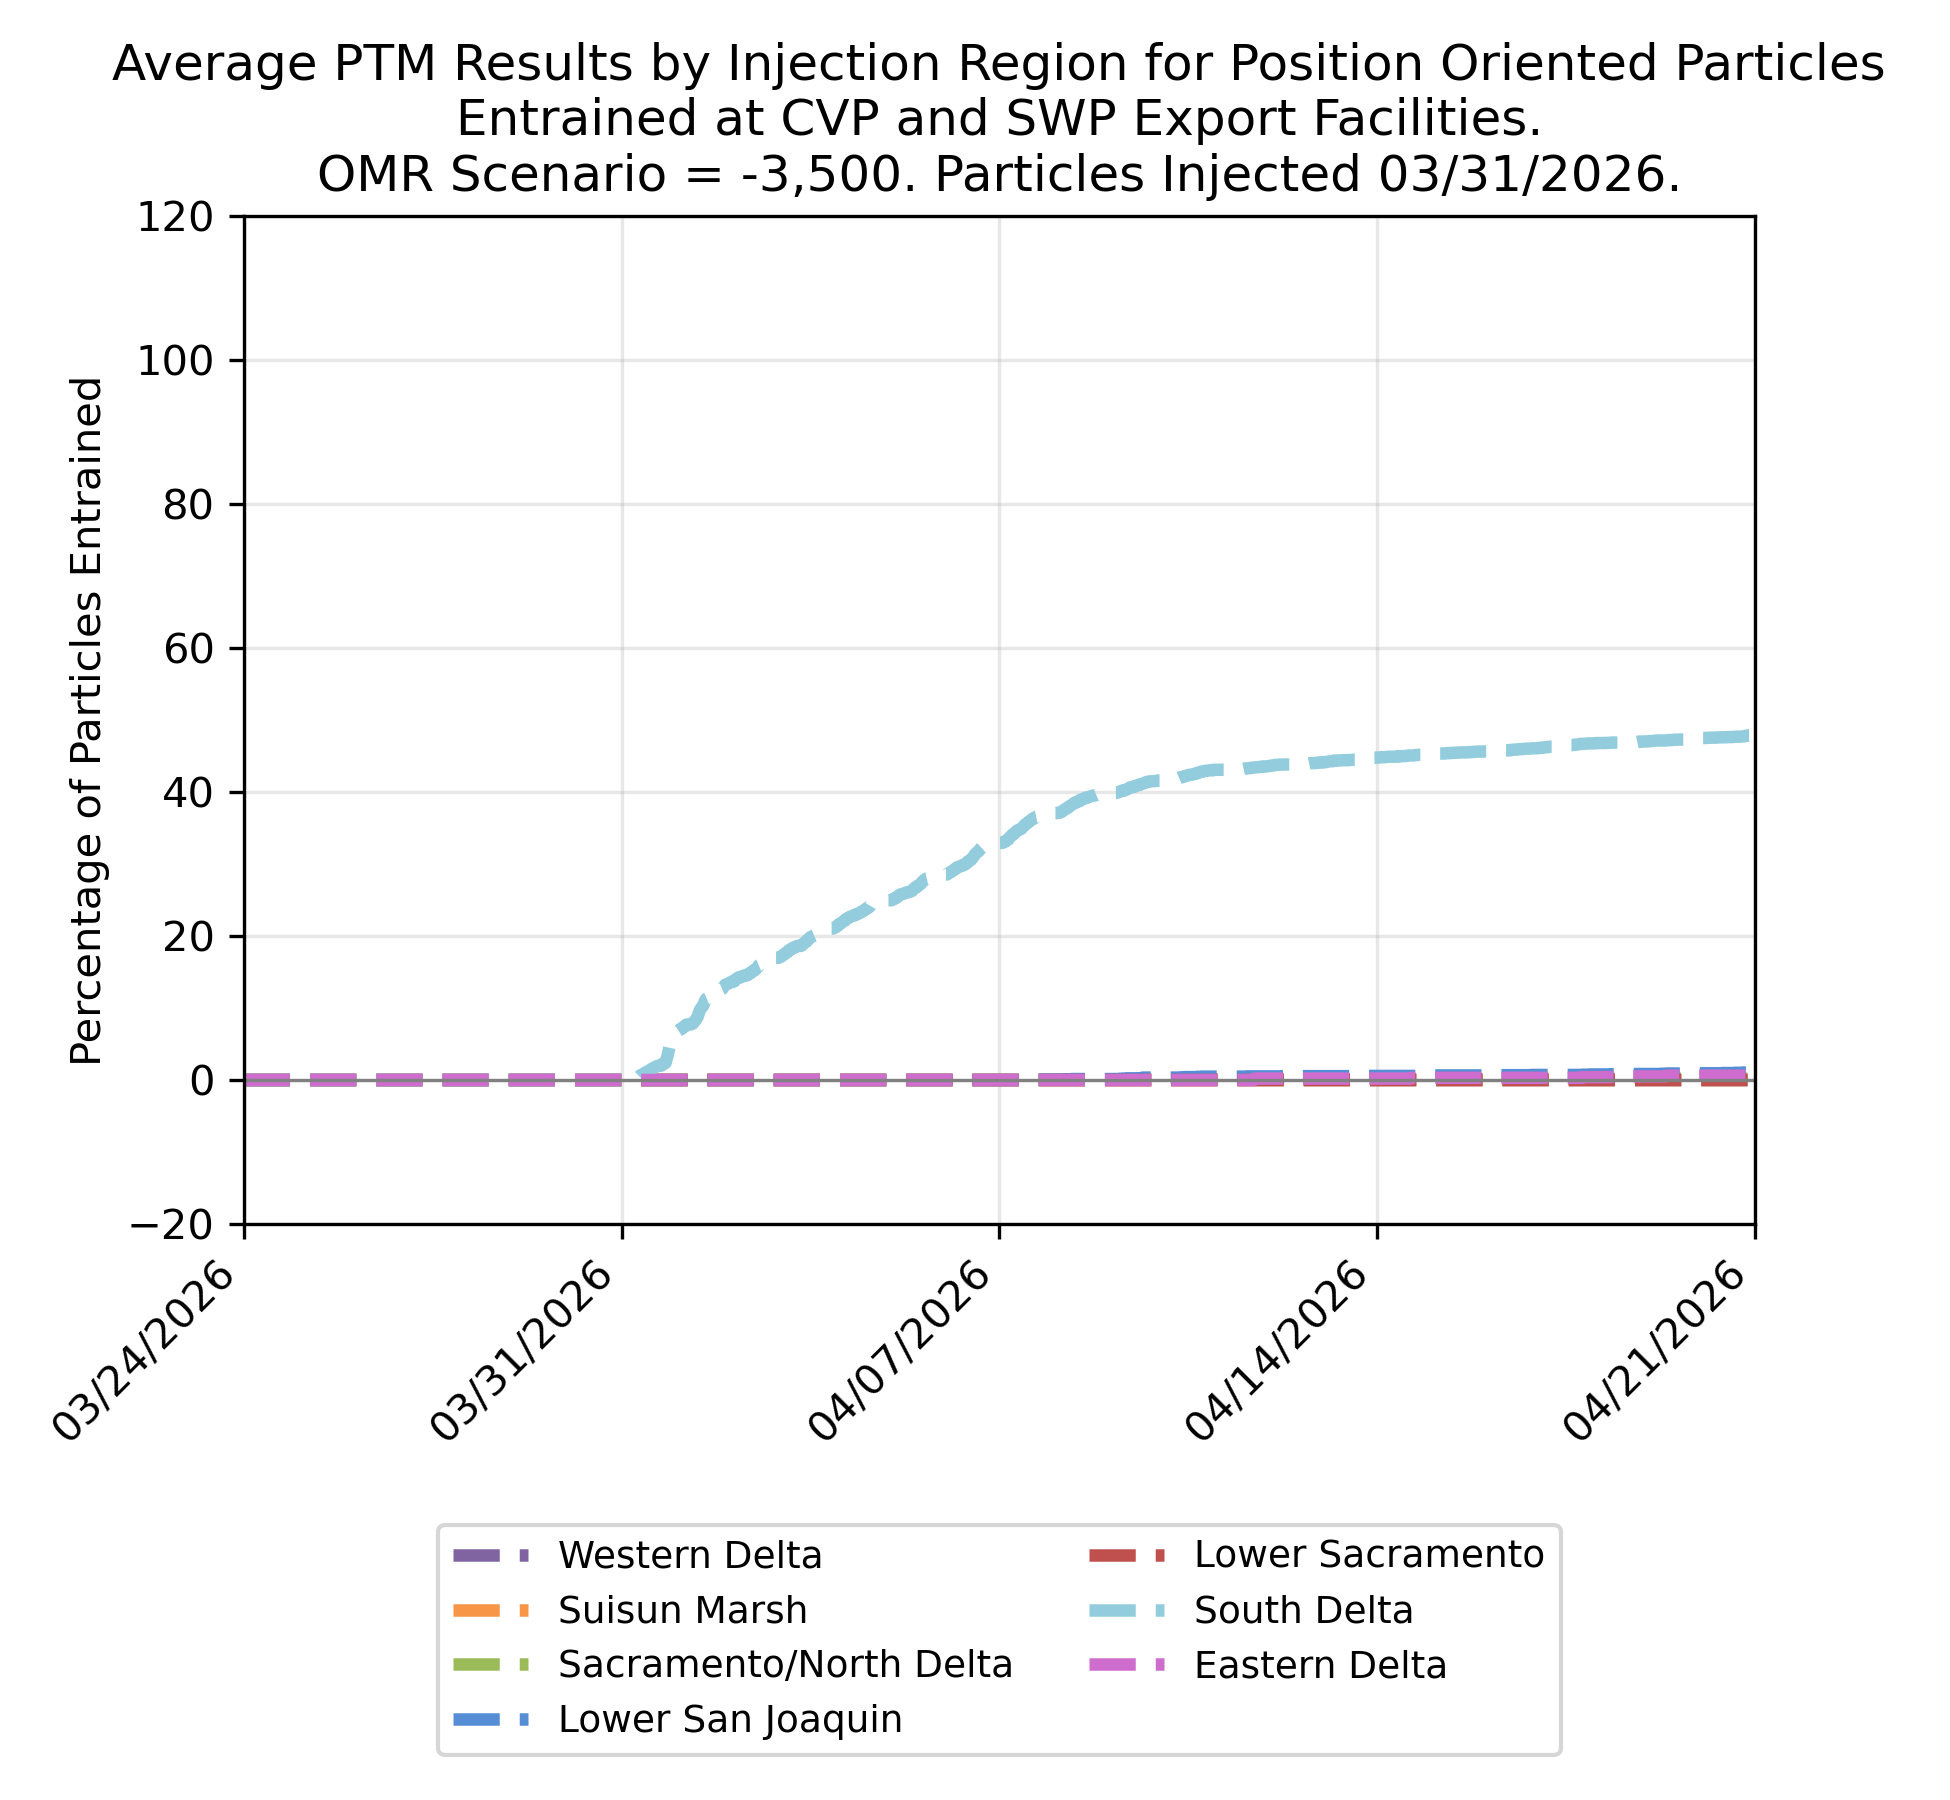 Average PTM Results by Injection Region for Position Oriented Particles
Entrained at CVP and SWP Export Facilities.
OMR Scenario = -3,500. Particles Injected 03/31/2026.
120
100
80
60
40
20
0
−20
Percentage of Particles Entrained
03/24/2026
03/31/2026
04/07/2026
04/14/2026
04/21/2026
Western Delta
Suisun Marsh
Sacramento/North Delta
Lower San Joaquin
Lower Sacramento
South Delta
Eastern Delta